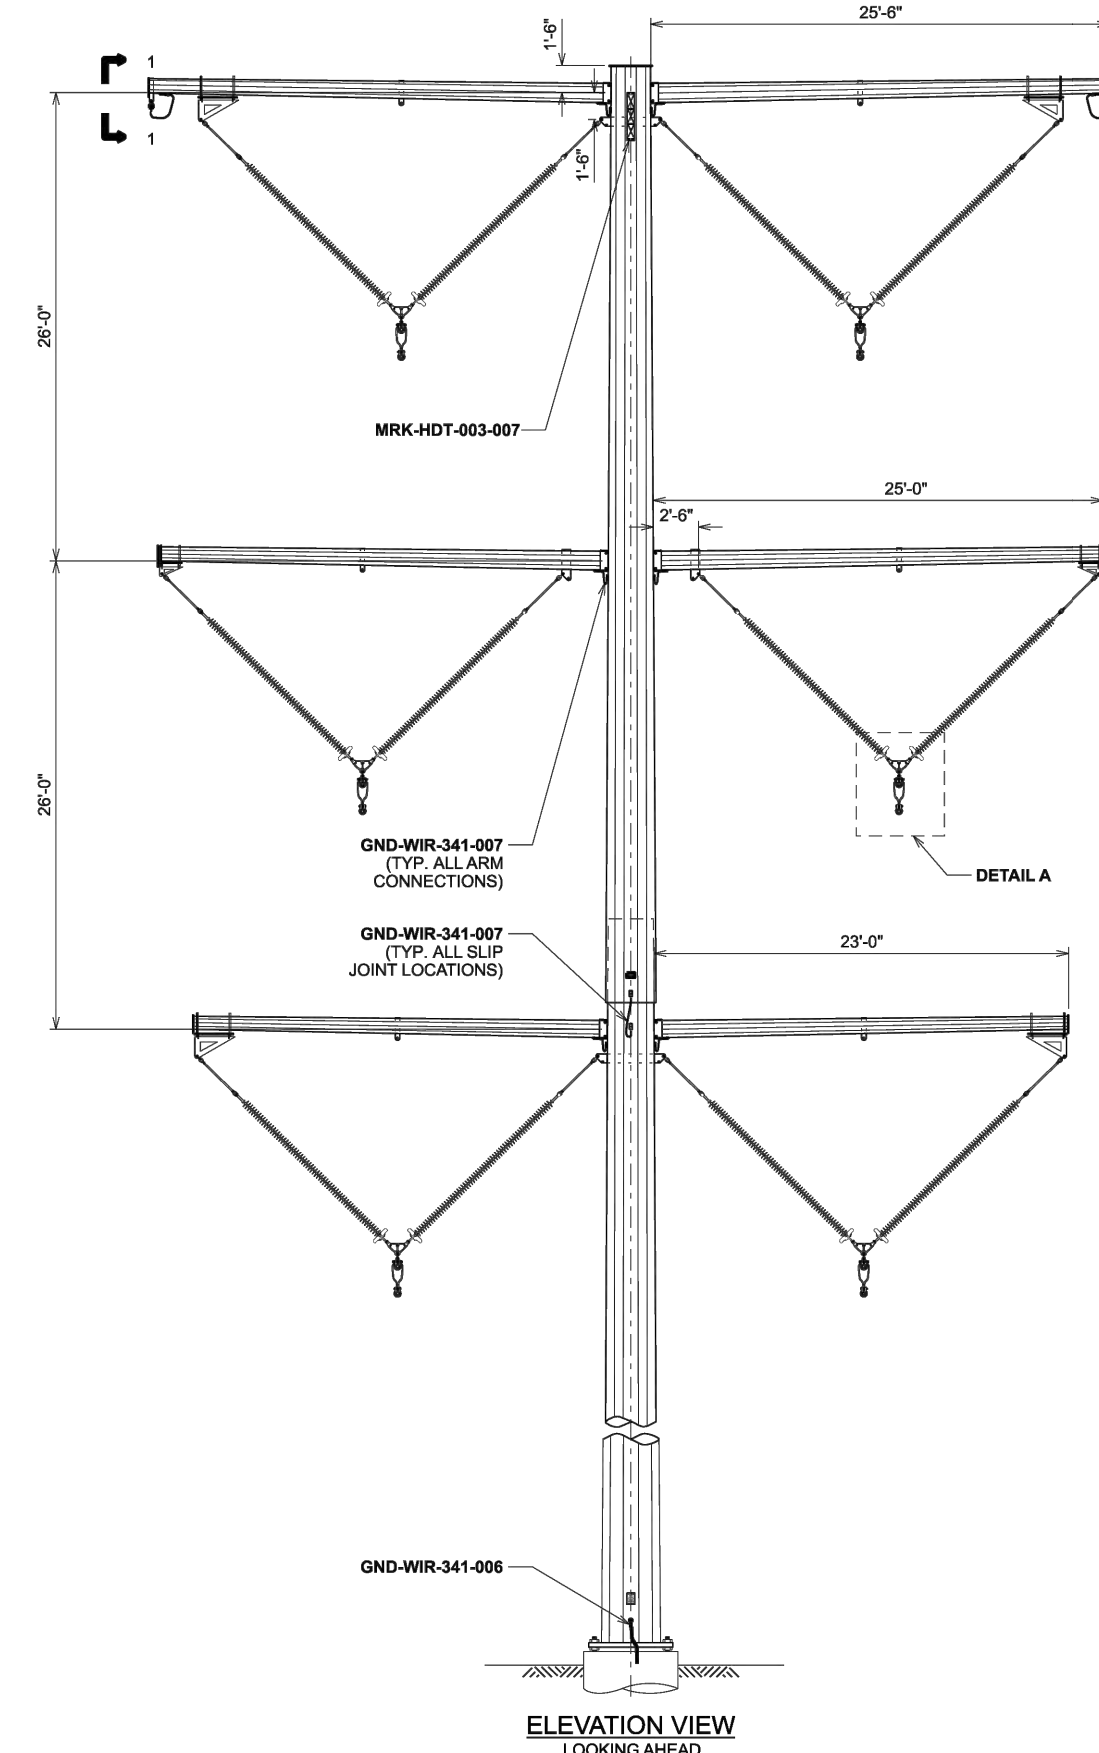 25'-6"
1'-6"
1
1
1'-6"
26'-0"
MRK-HDT-003-007
25'-0"
2'-6"
26'-0"
GND-WIR-341-007
(TYP. ALL ARM
CONNECTIONS)
DETAIL A
GND-WIR-341-007
(TYP. ALL SLIP
JOINT LOCATIONS)
23'-0"
GND-WIR-341-006
ELEVATION VIEW
LOOKING AHEAD